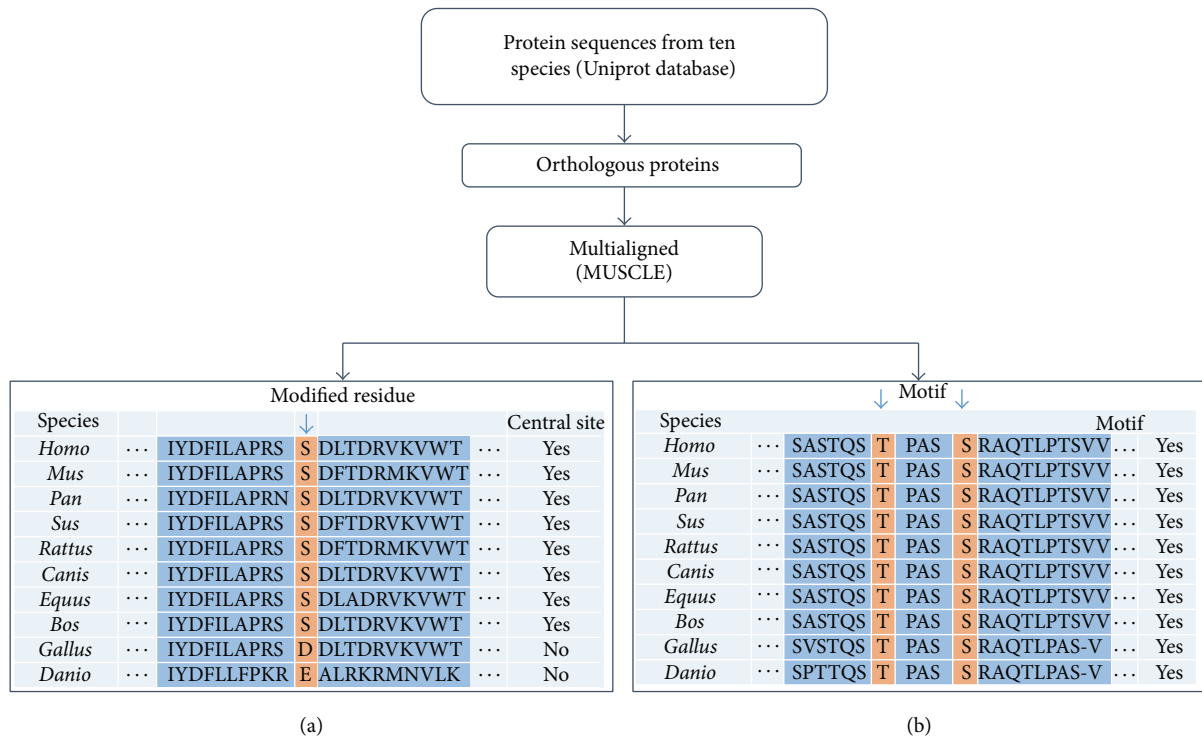 Protein sequences from ten
species (Uniprot database)
Orthologous proteins
Multialigned
(MUSCLE)
Modified residue
Species Central site
Homo ... IYDFILAPRS S DLTDRVKVWT ... Yes
Mus ... IYDFILAPRS S DFTDRMKVWT ... Yes
Pan ... IYDFILAPRN S DLTDRVKVWT ... Yes
Sus ... IYDFILAPRS S DFTDRVKVWT ... Yes
Rattus ... IYDFILAPRS S DFTDRMKVWT ... Yes
Canis ... IYDFILAPRS S DLTDRVKVWT ... Yes
Equus ... IYDFILAPRS S DLADRVKVWT ... Yes
Bos ... IYDFILAPRS S DLTDRVKVWT ... Yes
Gallus ... IYDFILAPRS D DLTDRVKVWT ... No
Danio ... IYDFLLFPKR E ALRKRMNVLK ... No
(a)
Motif
Species Motif
Homo ... SASTQS T PAS S RAQTLPTSVV ... Yes
Mus ... SASTQS T PAS S RAQTLPTSVV ... Yes
Pan ... SASTQS T PAS S RAQTLPTSVV ... Yes
Sus ... SASTQS T PAS S RAQTLPTSVV ... Yes
Rattus ... SASTQS T PAS S RAQTLPTSVV ... Yes
Canis ... SASTQS T PAS S RAQTLPTSVV ... Yes
Equus ... SASTQS T PAS S RAQTLPTSVV ... Yes
Bos ... SASTQS T PAS S RAQTLPTSVV ... Yes
Gallus ... SVSTQS T PAS S RAQTLPAS-V ... Yes
Danio ... SPTTQS T PAS S RAQTLPAS-V ... Yes
(b)